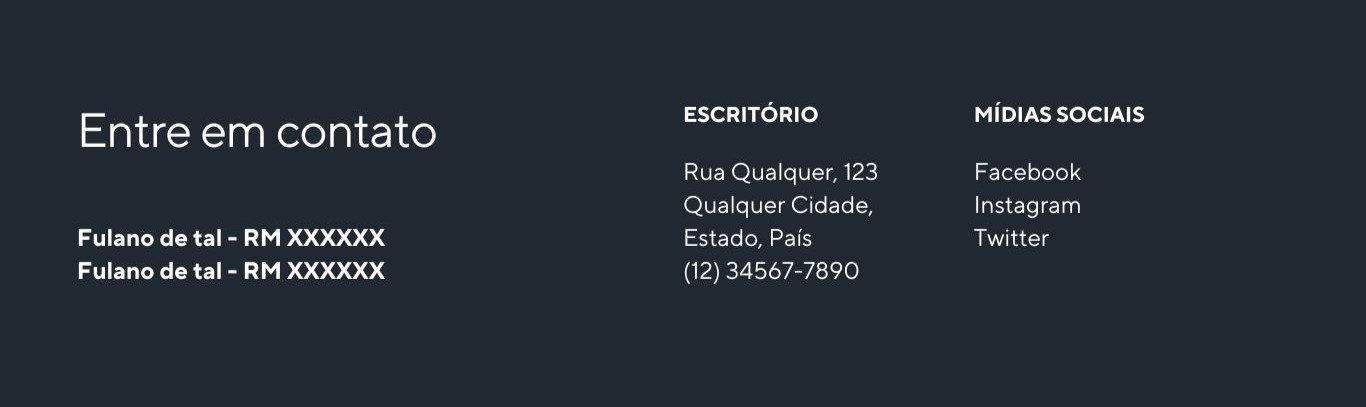 Entre em contato
Fulano de tal - RM XXXXXX
Fulano de tal - RM XXXXXX
ESCRITÓRIO
Rua Qualquer, 123
Qualquer Cidade,
Estado, País
(12) 34567-7890
MÍDIAS SOCIAIS
Facebook
Instagram
Twitter